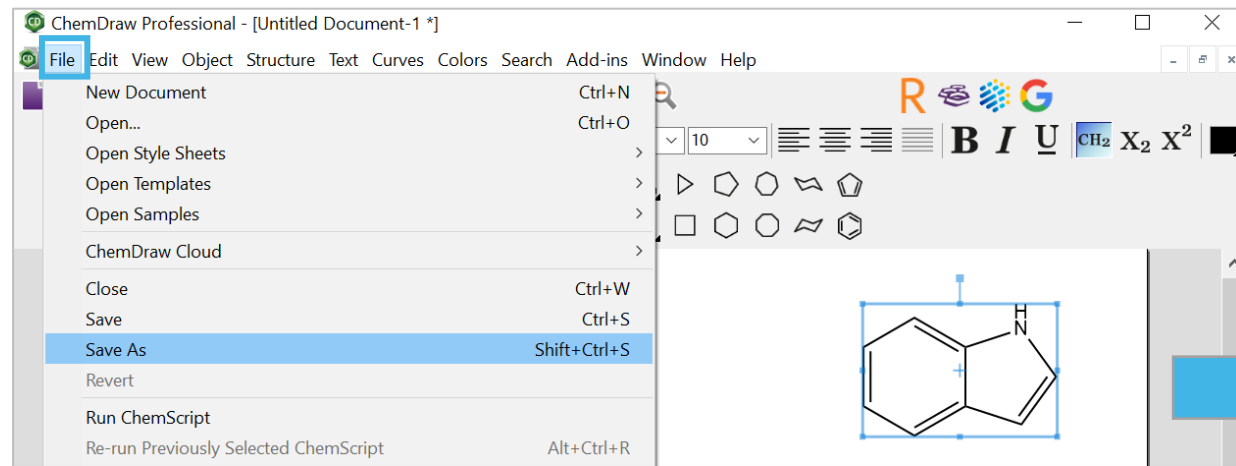 ChemDraw Professional - [Untitled Document-1 *]
File Edit View Object Structure Text Curves Colors Search Add-ins Window Help
New Document Ctrl+N
Open... Ctrl+O
Open Style Sheets
Open Templates
Open Samples
ChemDraw Cloud
Close Ctrl+W
Save Ctrl+S
Save As Shift+Ctrl+S
Revert
Run ChemScript
Re-run Previously Selected ChemScript Alt+Ctrl+R
R G
10 B I U CH₂ X₂ X²
H
N